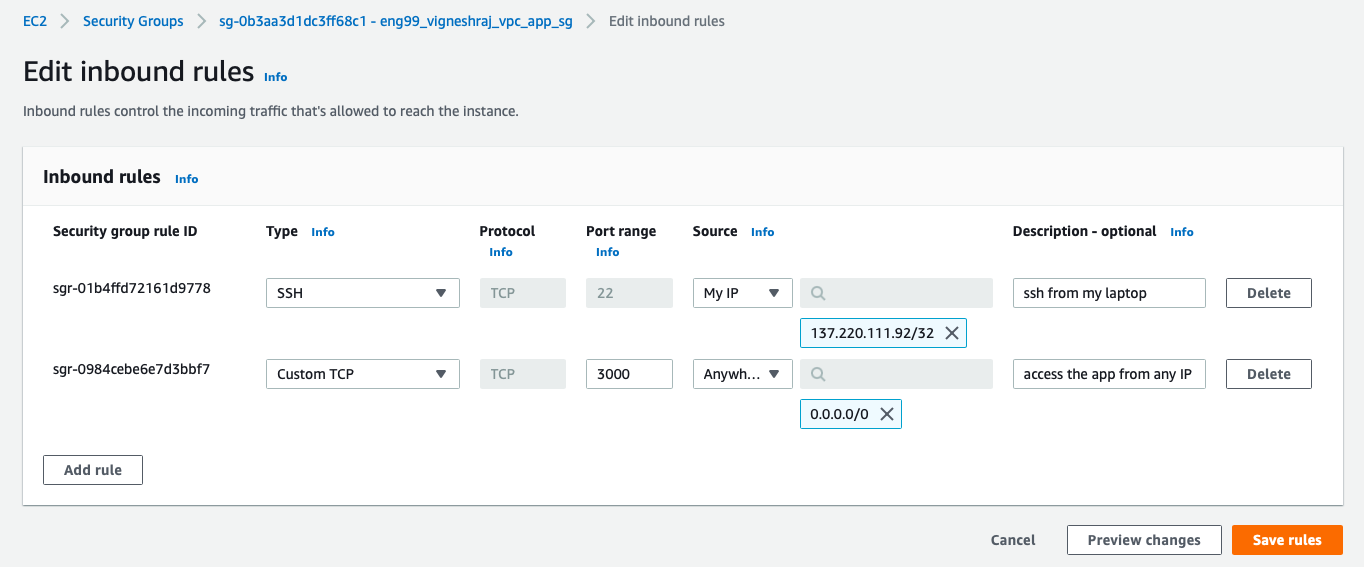 EC2 > Security Groups > sg-0b3aa3d1dc3ff68c1 - eng99_vigneshraj_vpc_app_sg > Edit inbound rules
Edit inbound rules Info
Inbound rules control the incoming traffic that's allowed to reach the instance.
Inbound rules Info
Security group rule ID Type Info Protocol Info Port range Info Source Info Description - optional Info
sgr-01b4ffd72161d9778 SSH TCP 22 My IP ssh from my laptop Delete
137.220.111.92/32
sgr-0984cebe6e7d3bbf7 Custom TCP TCP 3000 Anywh... access the app from any IP Delete
0.0.0.0/0
Add rule
Cancel Preview changes Save rules